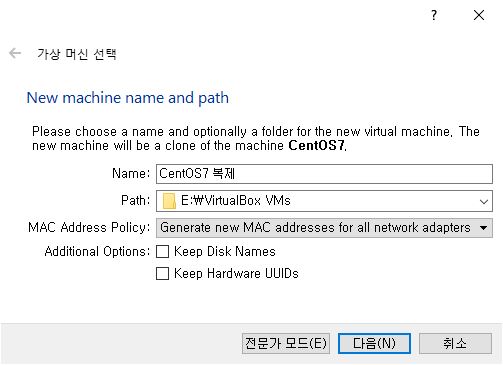 ?
가상 머신 선택
New machine name and path
Please choose a name and optionally a folder for the new virtual machine. The
new machine will be a clone of the machine CentOS7.
Name: CentOS7 복제
Path: E:₩VirtualBox VMs
MAC Address Policy: Generate new MAC addresses for all network adapters
Additional Options: Keep Disk Names
Keep Hardware UUIDs
전문가 모드(E) 다음(N) 취소